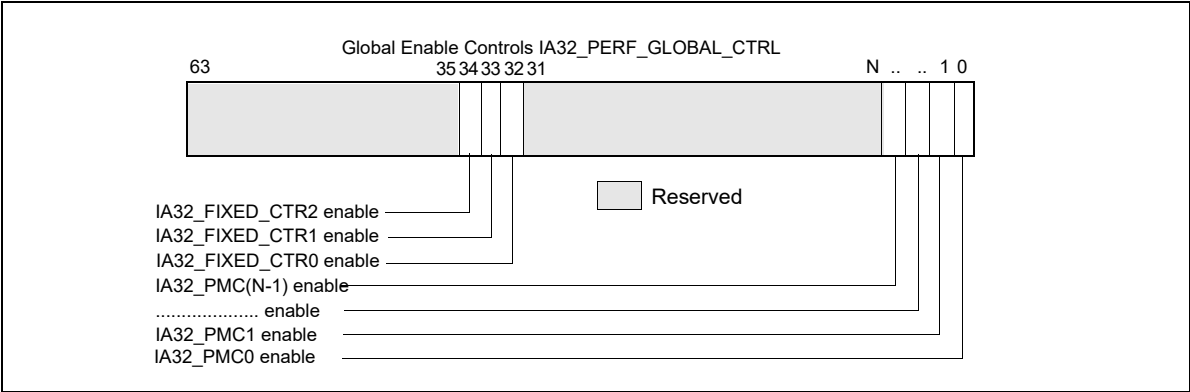 Global Enable Controls IA32_PERF_GLOBAL_CTRL
63 35 34 33 32 31 N .. .. 1 0
Reserved
IA32_FIXED_CTR2 enable
IA32_FIXED_CTR1 enable
IA32_FIXED_CTR0 enable
IA32_PMC(N-1) enable
.................... enable
IA32_PMC1 enable
IA32_PMC0 enable